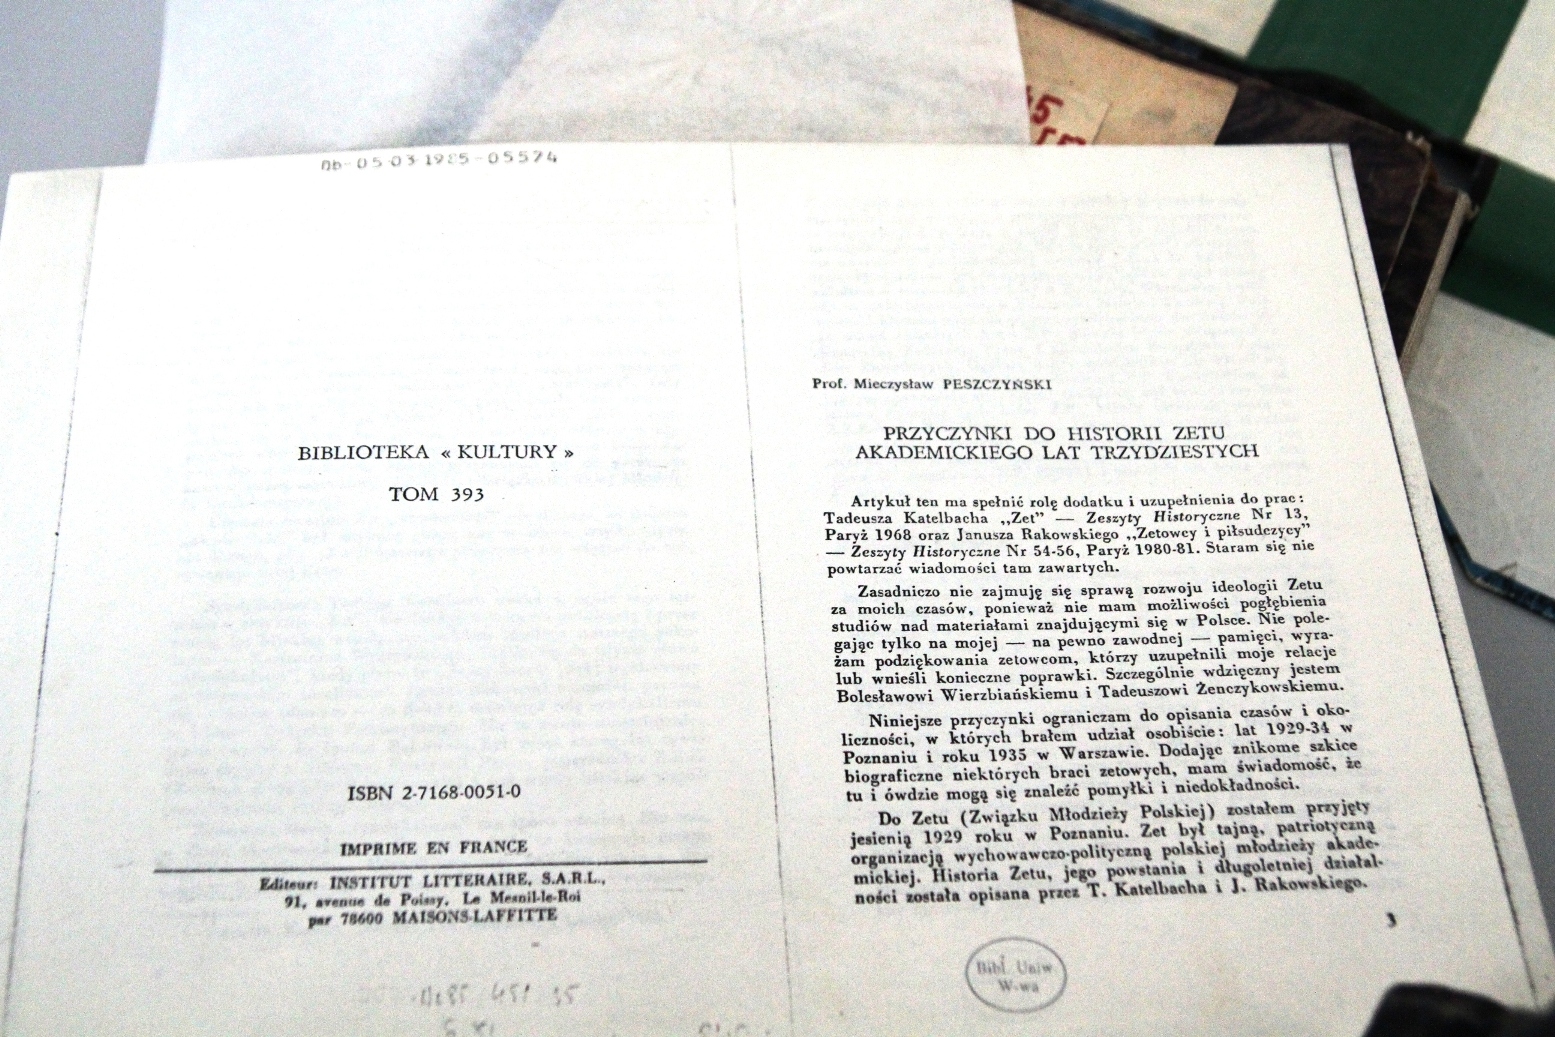 05·03·1985-05574
BIBLIOTEKA « KULTURY »
TOM 393
ISBN 2-7168-0051-0
IMPRIME EN FRANCE
Editeur: INSTITUT LITTERAIRE, S.A.R.L.,
91, avenue de Poissy, Le Mesnil-le-Roi
par 78600 MAISONS-LAFFITTE
Prof. Mieczysław PESZCZYŃSKI
PRZYCZYNKI DO HISTORII ZETU
AKADEMICKIEGO LAT TRZYDZIESTYCH
Artykuł ten ma spełnić rolę dodatku i uzupełnienia do prac:
Tadeusza Katelbacha „Zet” — Zeszyty Historyczne Nr 13,
Paryż 1968 oraz Janusza Rakowskiego „Zetowcy i piłsudczycy”
— Zeszyty Historyczne Nr 54-56, Paryż 1980-81. Staram się nie
powtarzać wiadomości tam zawartych.
Zasadniczo nie zajmuję się sprawą rozwoju ideologii Zetu
za moich czasów, ponieważ nie mam możliwości pogłębienia
studiów nad materiałami znajdującymi się w Polsce. Nie pole-
gając tylko na mojej — na pewno zawodnej — pamięci, wyra-
żam podziękowania zetowcom, którzy uzupełnili moje relacje
lub wnieśli konieczne poprawki. Szczególnie wdzięczny jestem
Bolesławowi Wierzbiańskiemu i Tadeuszowi Żenczykowskiemu.
Niniejsze przyczynki ograniczam do opisania czasów i oko-
liczności, w których brałem udział osobiście: lat 1929-34 w
Poznaniu i roku 1935 w Warszawie. Dodając znikome szkice
biograficzne niektórych braci zetowych, mam świadomość, że
tu i ówdzie mogą się znaleźć pomyłki i niedokładności.
Do Zetu (Związku Młodzieży Polskiej) zostałem przyjęty
jesienią 1929 roku w Poznaniu. Zet był tajną, patriotyczną
organizacją wychowawczo-polityczną polskiej młodzieży akade-
mickiej. Historia Zetu, jego powstania i długoletniej działal-
ności została opisana przez T. Katelbacha i J. Rakowskiego.
3
Bibl. Uniw.
W-wa